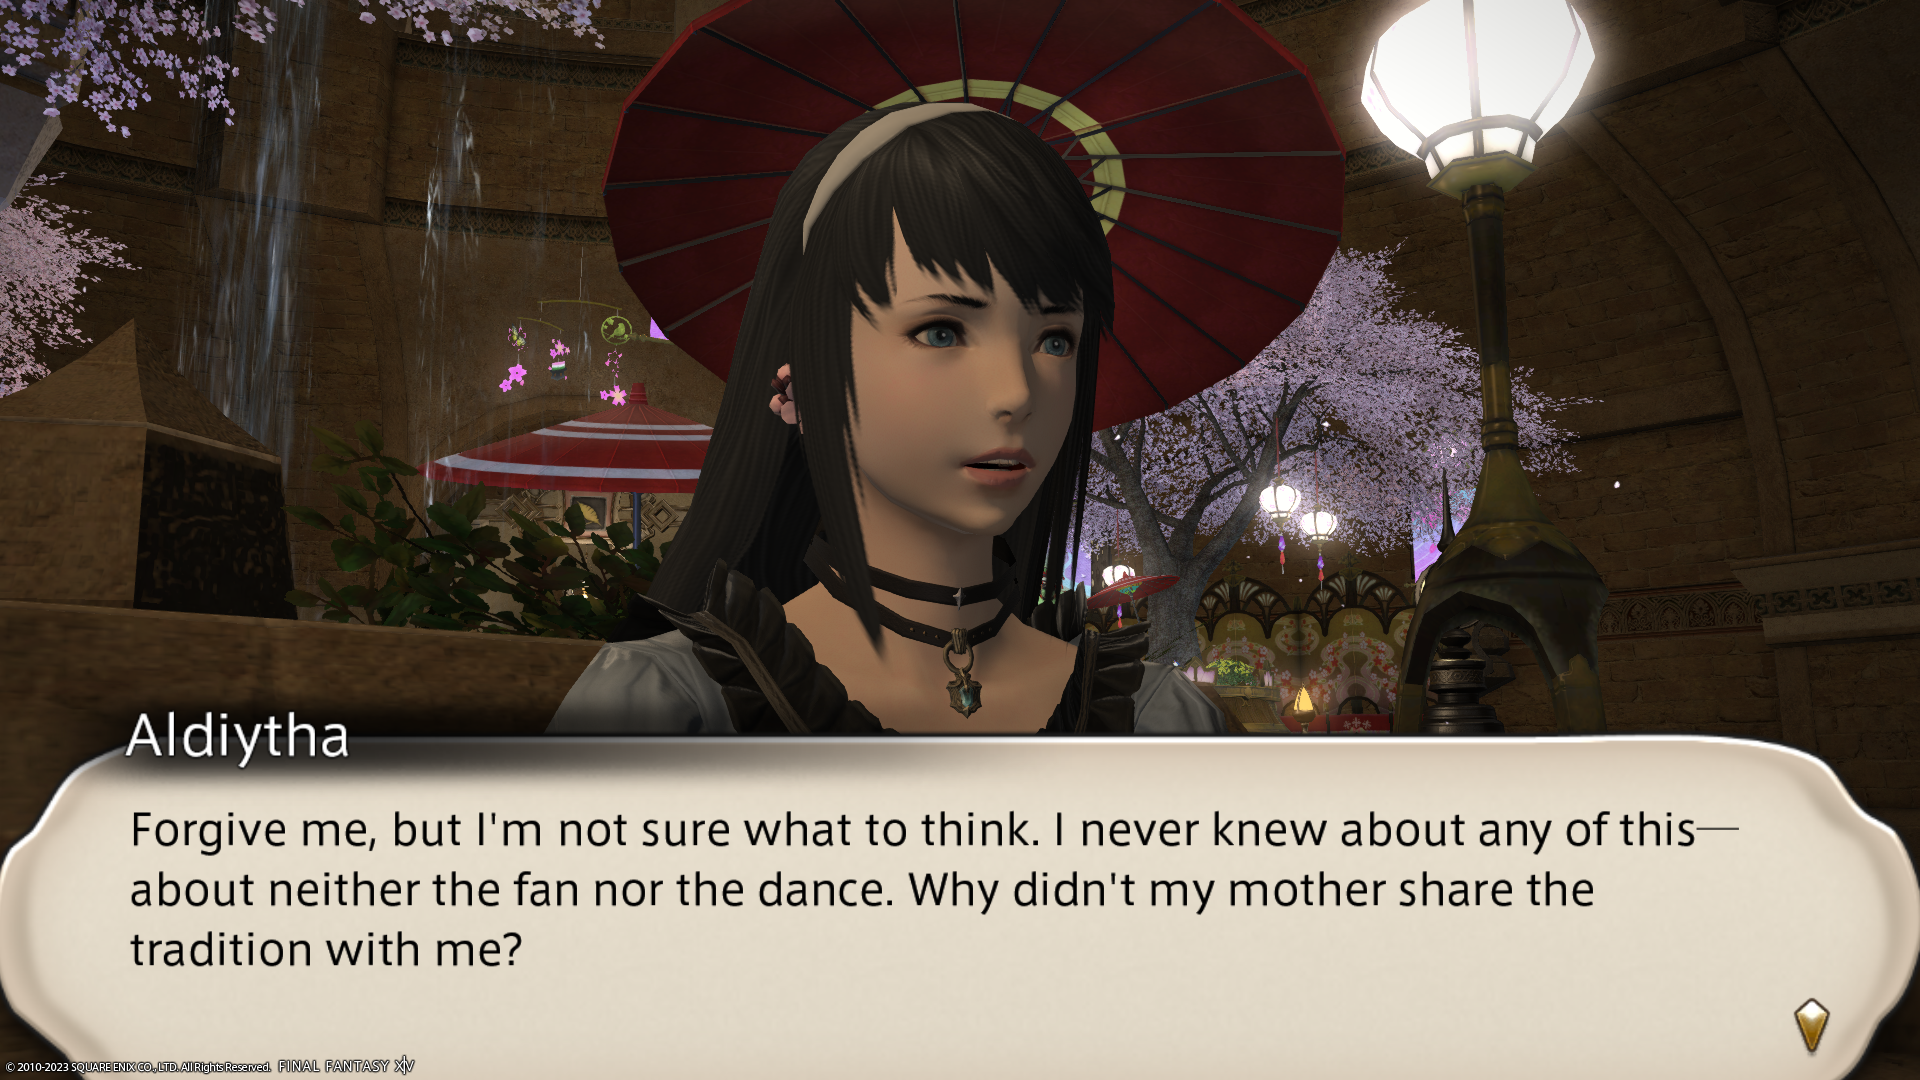 Aldiytha
Forgive me, but I'm not sure what to think. I never knew about any of this—
about neither the fan nor the dance. Why didn't my mother share the
tradition with me?
© 2010-2023 SQUARE ENIX CO., LTD. All Rights Reserved. FINAL FANTASY XIV